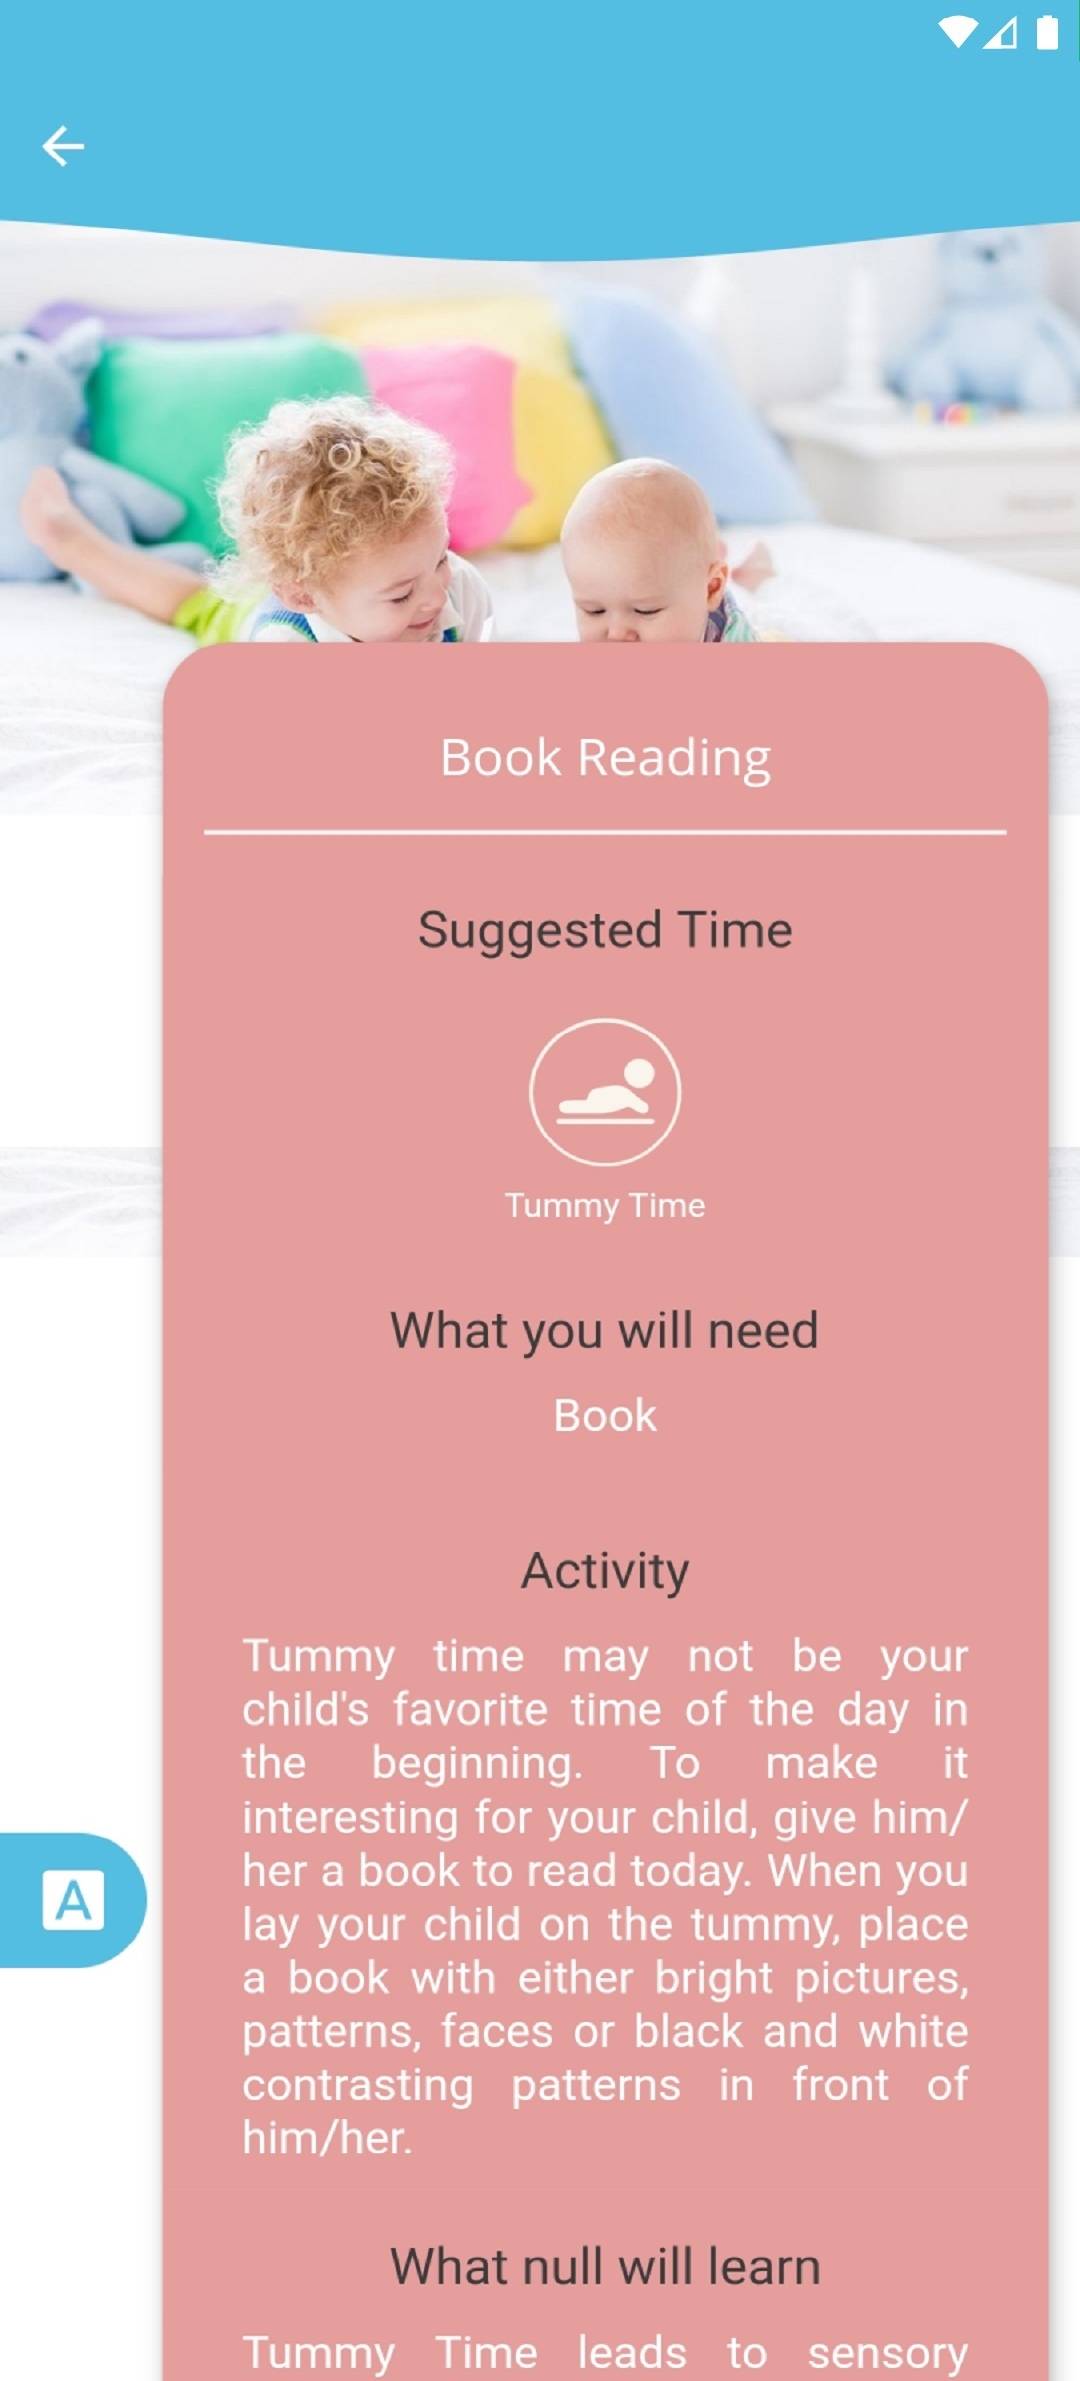 Book Reading
Suggested Time
Tummy Time
What you will need
Book
Activity
Tummy time may not be your
child's favorite time of the day in
the beginning. To make it
interesting for your child, give him/
her a book to read today. When you
lay your child on the tummy, place
a book with either bright pictures,
patterns, faces or black and white
contrasting patterns in front of
him/her.
A
What null will learn
Tummy Time leads to sensory